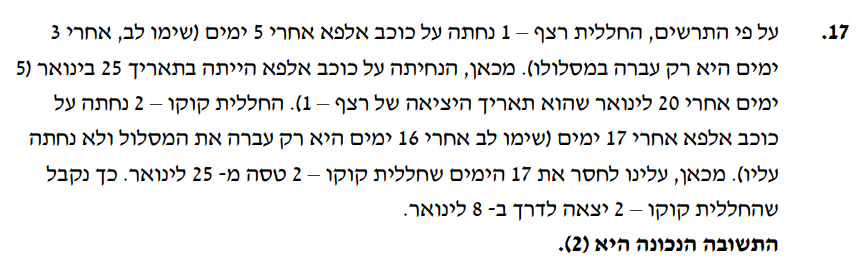 17. על פי התרשים, החללית רצף – 1 נחתה על כוכב אלפא אחרי 5 ימים (שימו לב, אחרי 3
ימים היא רק עברה במסלולו). מכאן, הנחיתה על כוכב אלפא הייתה בתאריך 25 בינואר (5
ימים אחרי 20 לינואר שהוא תאריך היציאה של רצף – 1). החללית קוקו – 2 נחתה על
כוכב אלפא אחרי 17 ימים (שימו לב אחרי 16 ימים היא רק עברה את המסלול ולא נחתה
עליו). מכאן, עלינו לחסר את 17 הימים שחללית קוקו – 2 טסה מ- 25 לינואר. כך נקבל
שהחללית קוקו – 2 יצאה לדרך ב- 8 לינואר.
התשובה הנכונה היא (2).